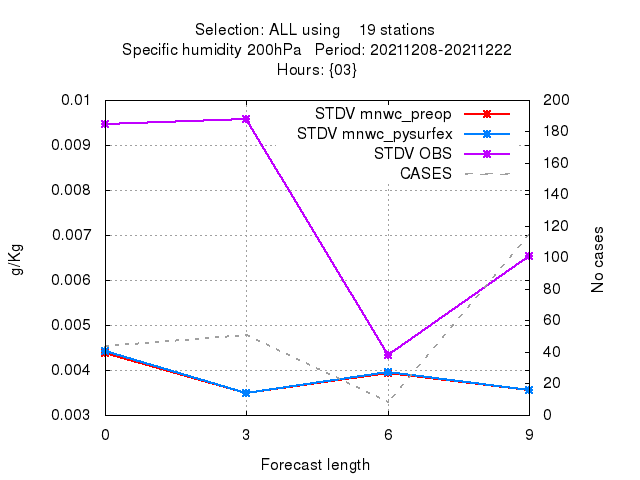 Selection: ALL using 19 stations
Specific humidity 200hPa Period: 20211208-20211222
Hours: {03}
STDV mnwc_preop
STDV mnwc_pysurfex
STDV OBS
CASES
0.01
0.009
0.008
0.007
0.006
0.005
0.004
0.003
g/Kg
200
180
160
140
120
100
80
60
40
20
0
No cases
0 3 6 9
Forecast length